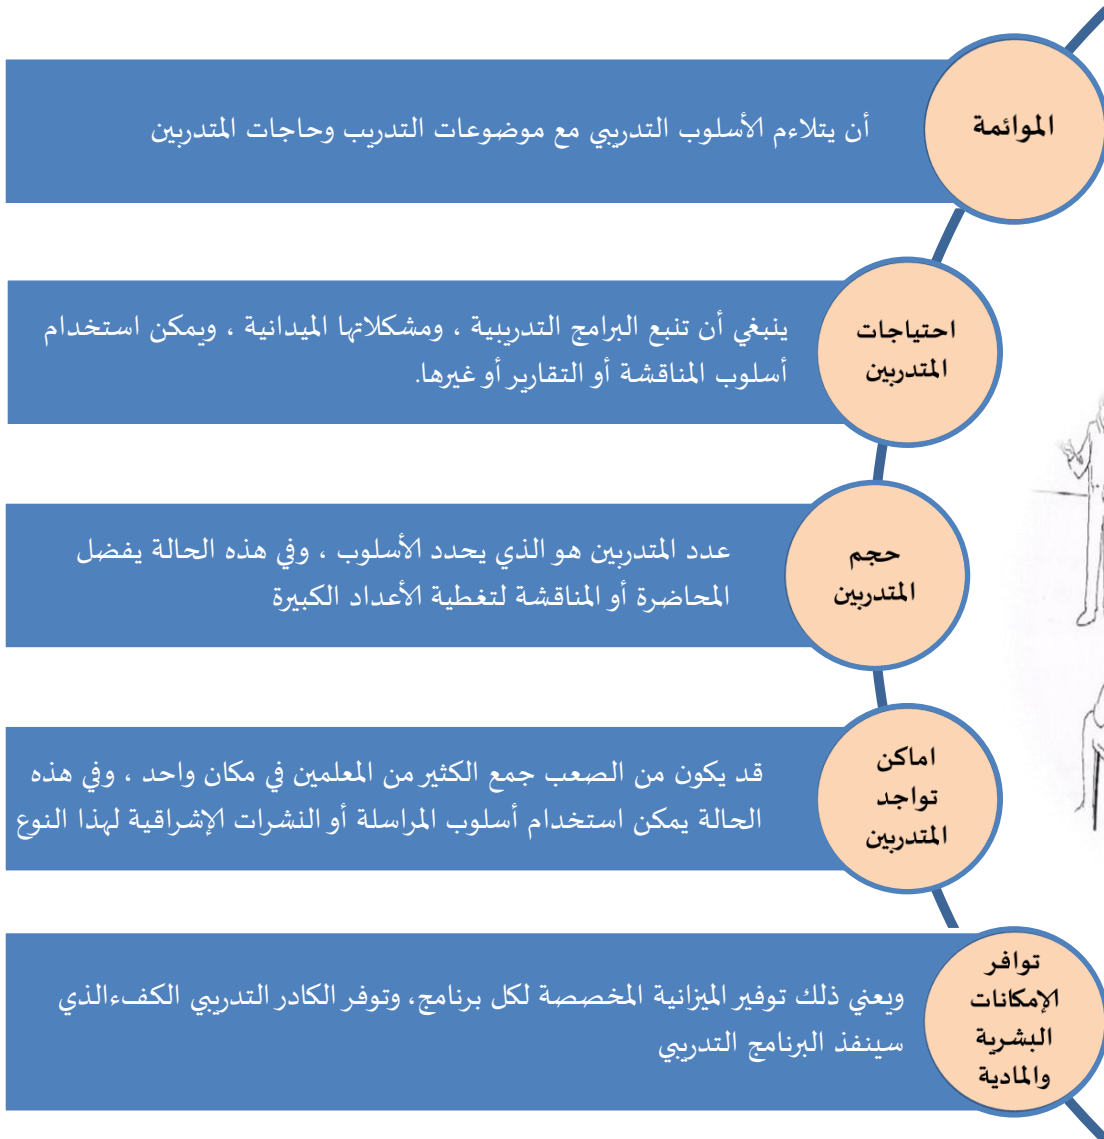 الموائمة
أن يتلاءم الأسلوب التدريبي مع موضوعات التدريب وحاجات المتدربين
احتياجات
المتدربين
ينبغي أن تنبع البرامج التدريبية ، ومشكلاتها الميدانية ، ويمكن استخدام
أسلوب المناقشة أو التقارير أو غيرها.
حجم
المتدربين
عدد المتدربين هو الذي يحدد الأسلوب ، وفي هذه الحالة يفضل
المحاضرة أو المناقشة لتغطية الأعداد الكبيرة
اماكن
تواجد
المتدربين
قد يكون من الصعب جمع الكثير من المعلمين في مكان واحد ، وفي هذه
الحالة يمكن استخدام أسلوب المراسلة أو النشرات الإشراقية لهذا النوع
توافر
الإمكانات
البشرية
والمادية
ويعني ذلك توفير الميزانية المخصصة لكل برنامج، وتوفر الكادر التدريبي الكفءالذي
سينفذ البرنامج التدريبي